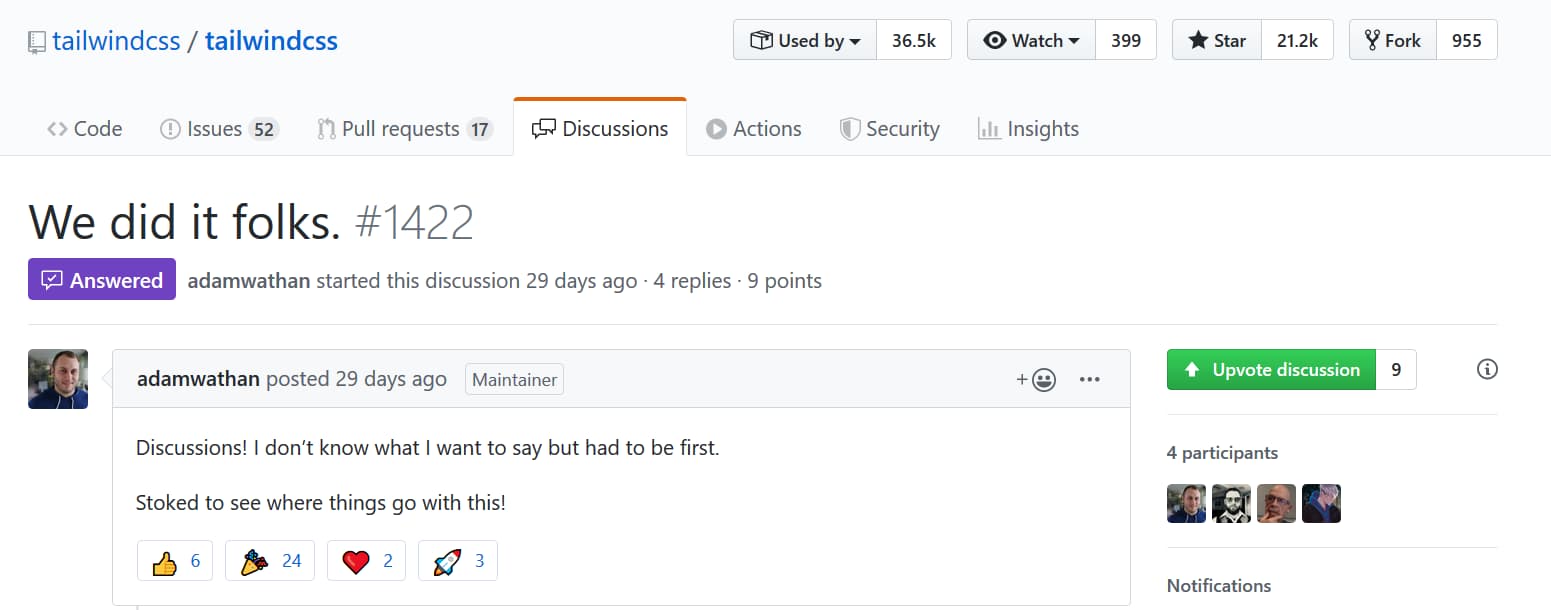 tailwindcss / tailwindcss
Used by 36.5k
Watch 399
Star 21.2k
Fork 955
Code
Issues 52
Pull requests 17
Discussions
Actions
Security
Insights
We did it folks. #1422
Answered
adamwathan started this discussion 29 days ago · 4 replies · 9 points
adamwathan posted 29 days ago
Maintainer
Discussions! I don’t know what I want to say but had to be first.
Stoked to see where things go with this!
6
24
2
3
Upvote discussion 9
4 participants
Notifications